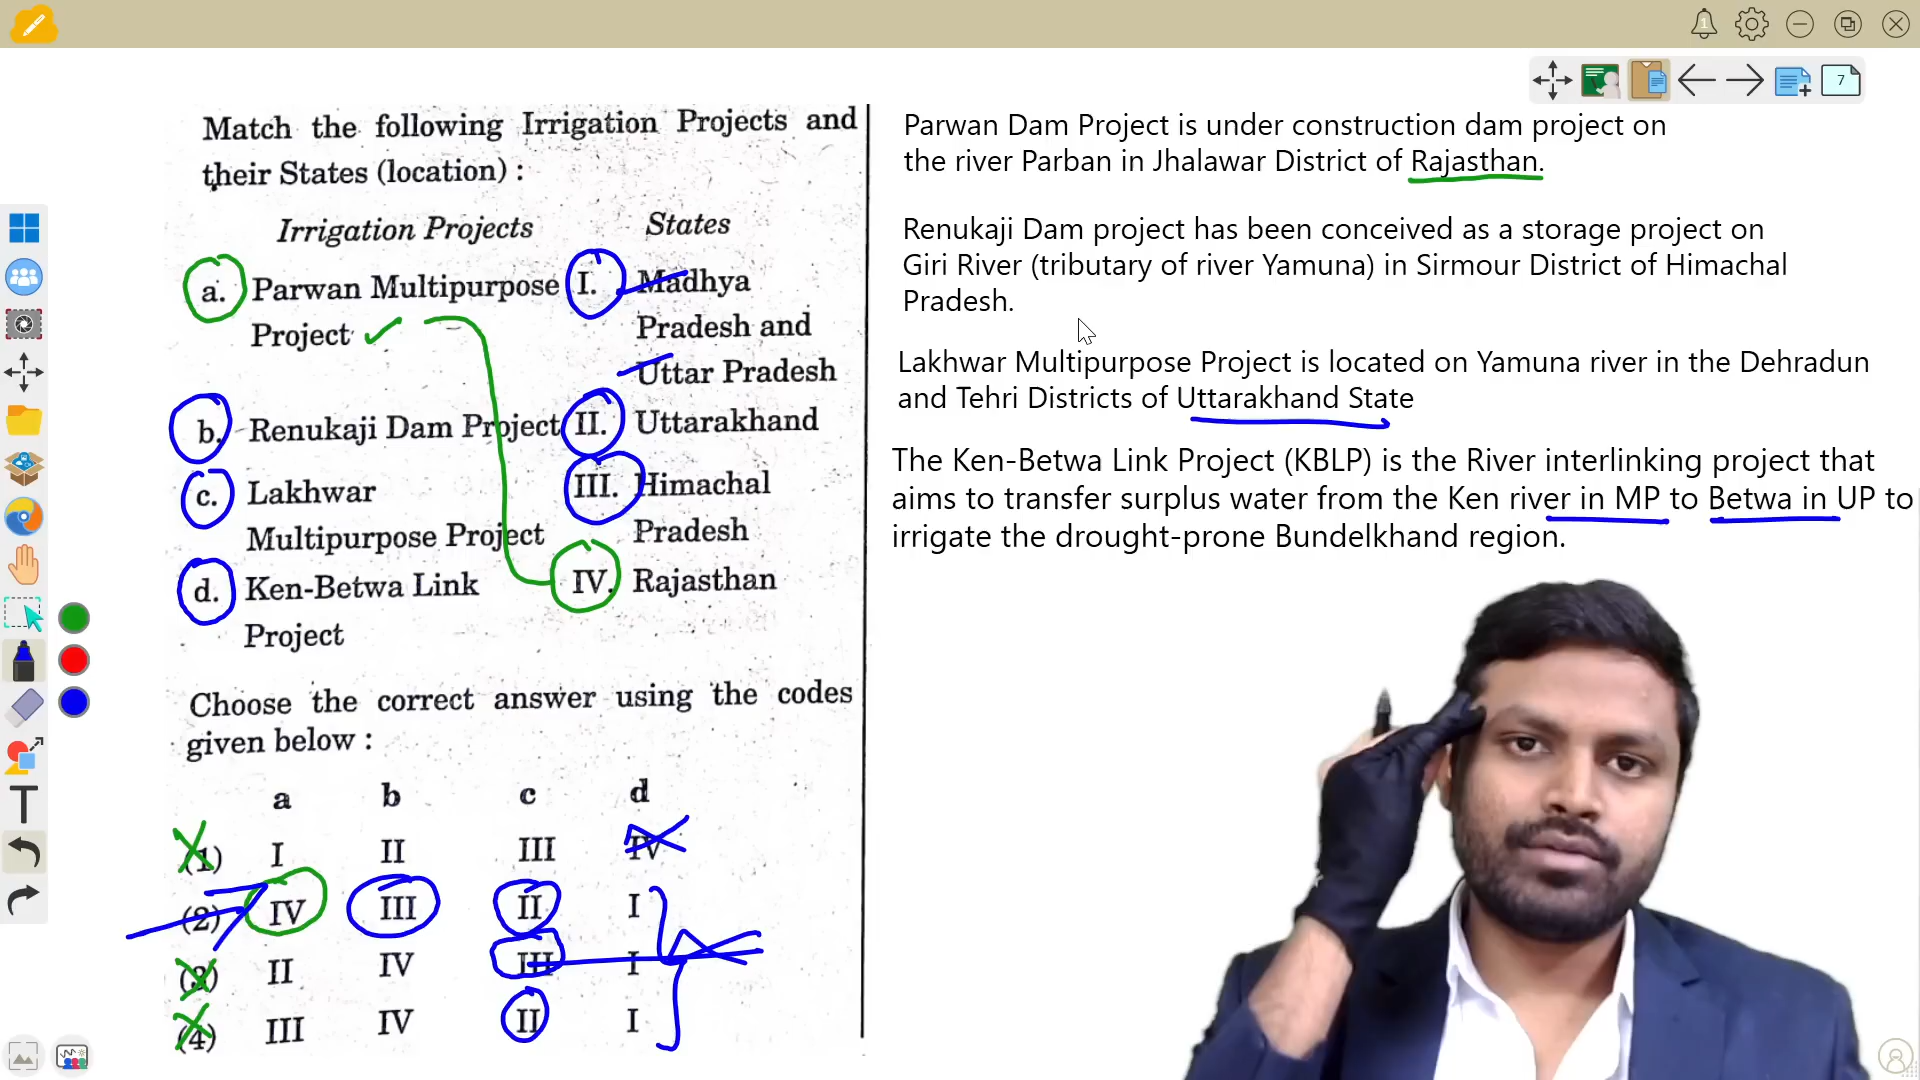 1
7
Match the following Irrigation Projects and
their States (location) :
Irrigation Projects States
a. Parwan Multipurpose I. Madhya
Project Pradesh and
Uttar Pradesh
b. Renukaji Dam Project II. Uttarakhand
c. Lakhwar III. Himachal
Multipurpose Project Pradesh
d. Ken-Betwa Link IV. Rajasthan
Project
Choose the correct answer using the codes
given below :
a b c d
(1) I II III IV
(2) IV III II I
(3) II IV III I
(4) III IV II I
Parwan Dam Project is under construction dam project on
the river Parban in Jhalawar District of Rajasthan.
Renukaji Dam project has been conceived as a storage project on
Giri River (tributary of river Yamuna) in Sirmour District of Himachal
Pradesh.
Lakhwar Multipurpose Project is located on Yamuna river in the Dehradun
and Tehri Districts of Uttarakhand State
The Ken-Betwa Link Project (KBLP) is the River interlinking project that
aims to transfer surplus water from the Ken river in MP to Betwa in UP to
irrigate the drought-prone Bundelkhand region.